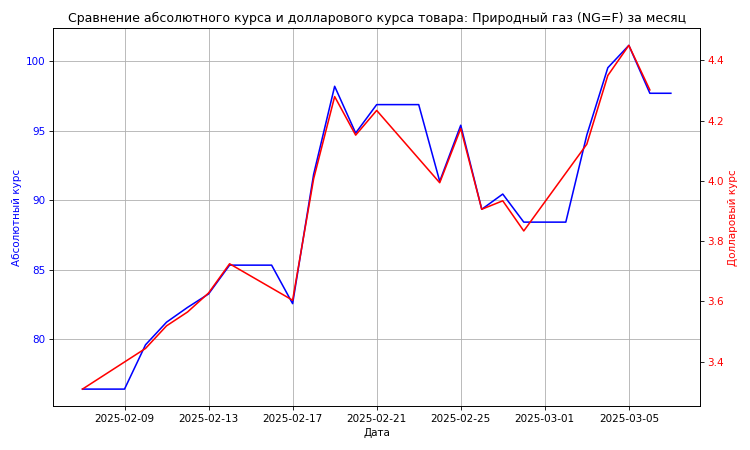 Сравнение абсолютного курса и долларового курса товара: Природный газ (NG=F) за месяц
100
95
90
85
80
Абсолютный курс
4.4
4.2
4.0
3.8
3.6
3.4
Долларовый курс
2025-02-09 2025-02-13 2025-02-17 2025-02-21 2025-02-25 2025-03-01 2025-03-05
Дата